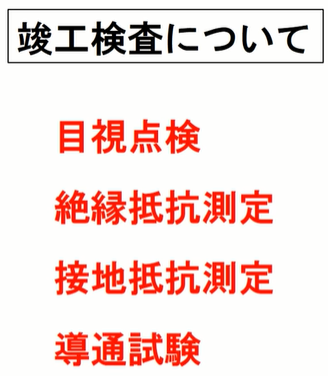 竣工検査について
目視点検
絶縁抵抗測定
接地抵抗測定
導通試験